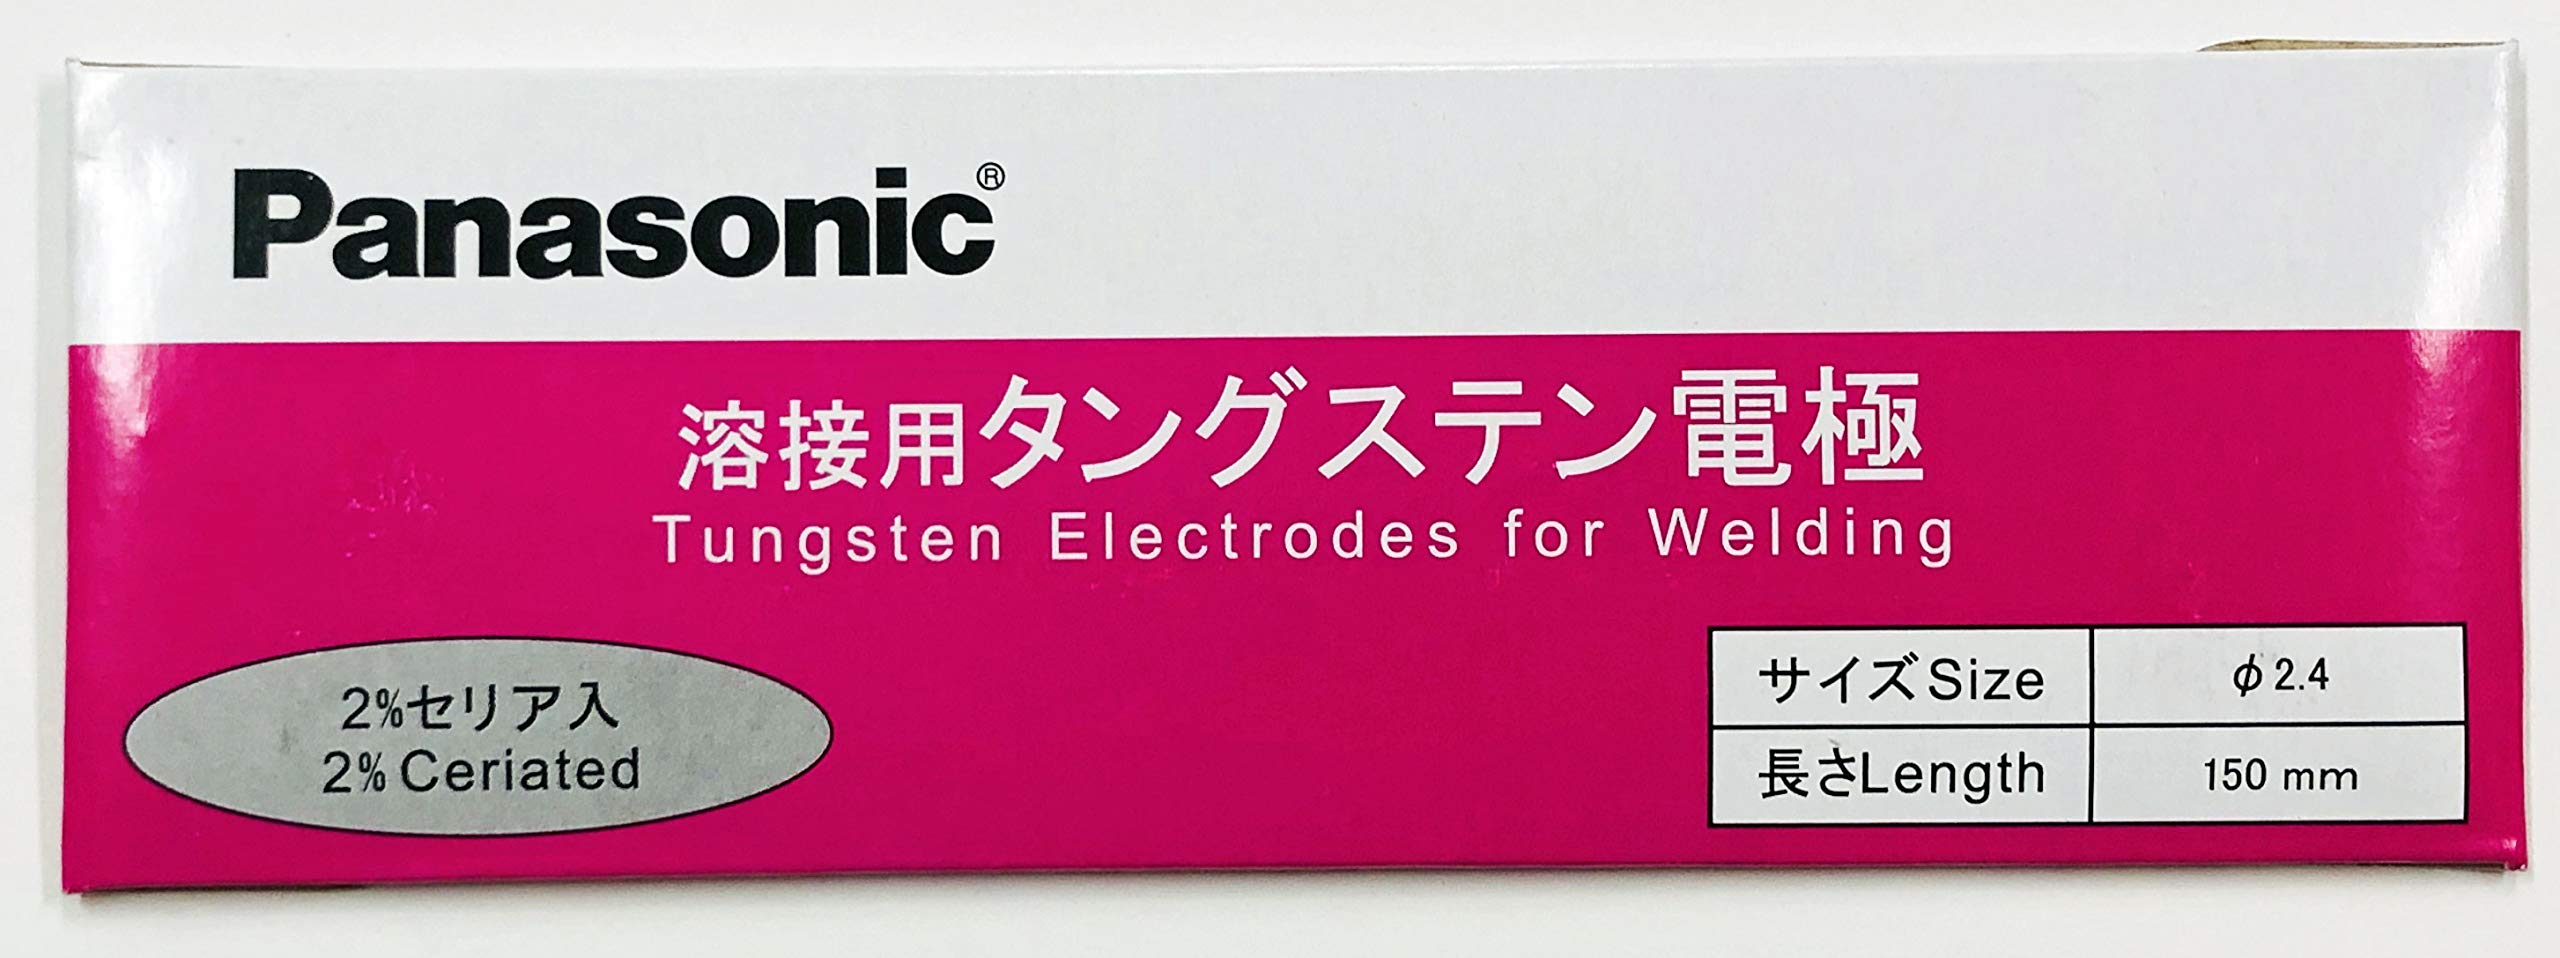 Panasonic®
溶接用タングステン電極
Tungsten Electrodes for Welding
2%セリア入
2% Ceriated
サイズSize φ2.4
長さLength 150 mm